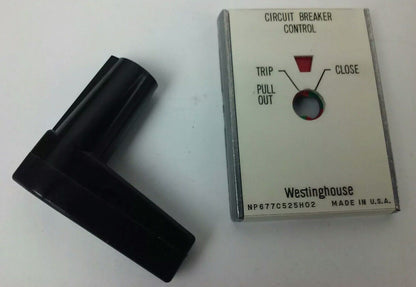 CIRCUIT BREAKER
CONTROL
TRIP CLOSE
PULL
OUT
Westinghouse
NP677C525H02 MADE IN U.S.A.